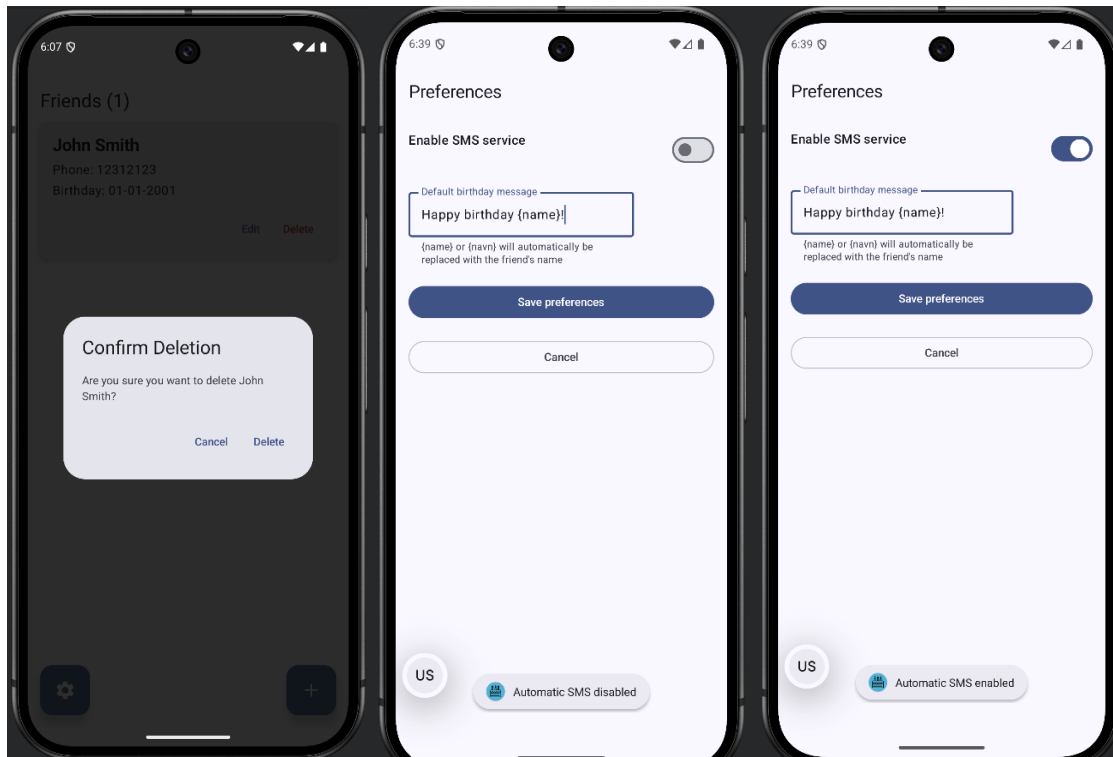 6:07
Friends (1)
John Smith
Phone: 12312123
Birthday: 01-01-2001
Edit Delete
Confirm Deletion
Are you sure you want to delete John
Smith?
Cancel Delete
+
6:39
Preferences
Enable SMS service
Default birthday message
Happy birthday {name}!
{name} or {navn} will automatically be
replaced with the friend's name
Save preferences
Cancel
US
Automatic SMS disabled
6:39
Preferences
Enable SMS service
Default birthday message
Happy birthday {name}!
{name} or {navn} will automatically be
replaced with the friend's name
Save preferences
Cancel
US
Automatic SMS enabled